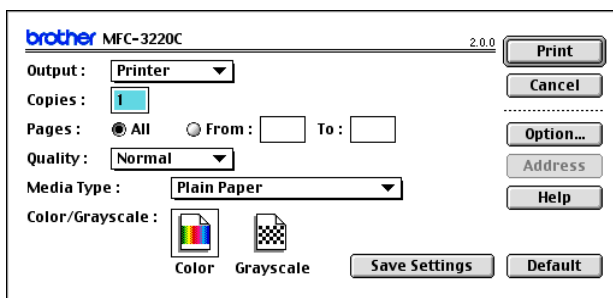 brother MFC-3220C 2.0.0
Print
Output : Printer
Cancel
Copies : 1
Pages : All From : To :
Option...
Quality : Normal
Address
Media Type : Plain Paper
Help
Color/Grayscale :
Color Grayscale
Save Settings Default